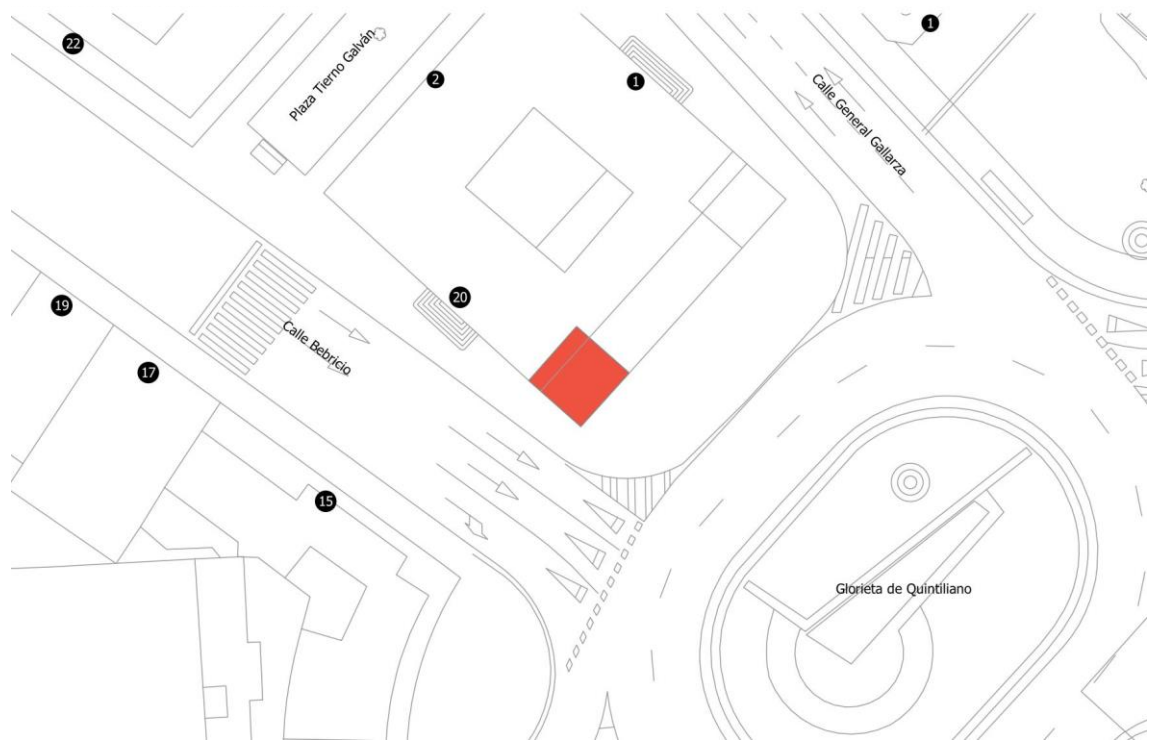 22
Plaza Tierno Galván
2
1
1
Calle General Gallarza
19
20
17
Calle Bebricio
15
Glorieta de Quintiliano